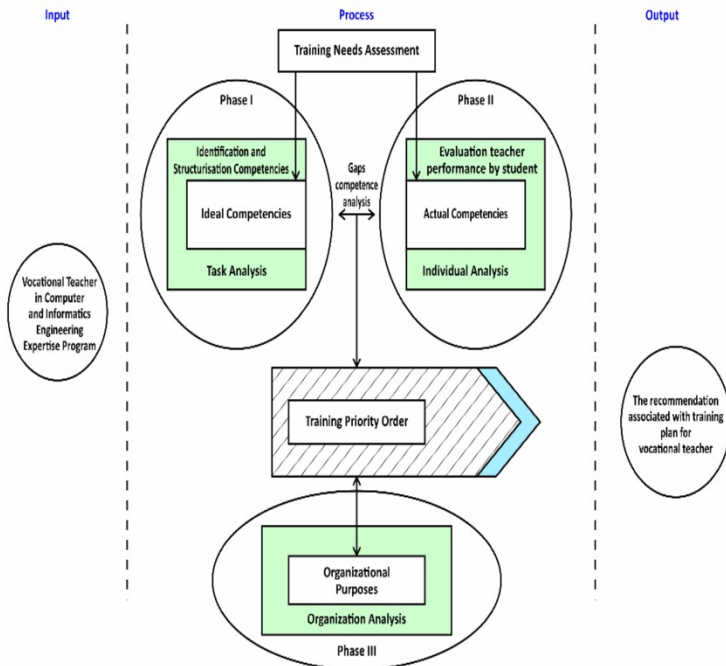 Input
Process
Output
Training Needs Assessment
Phase I
Phase II
Identification and
Structurisation Competencies
Ideal Competencies
Task Analysis
Gaps
competence
analysis
Evaluation teacher
performance by student
Actual Competencies
Individual Analysis
Vocational Teacher
in Computer
and Informatics
Engineering
Expertise Program
Training Priority Order
The recommendation
associated with training
plan for
vocational teacher
Organizational
Purposes
Organization Analysis
Phase III